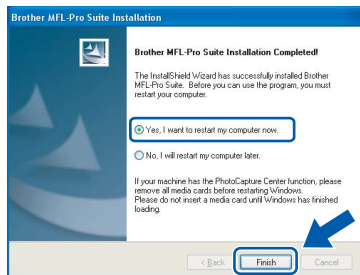 Brother MFL-Pro Suite Installation
Brother MFL-Pro Suite Installation Completed!
The InstallShield Wizard has successfully installed Brother
MFL-Pro Suite. Before you can use the program, you must
restart your computer.
Yes, I want to restart my computer now.
No, I will restart my computer later.
If your machine has the PhotoCapture Center function, please
remove all media cards before restarting Windows.
Please do not insert a media card until Windows has finished
loading.
< Back
Finish
Cancel